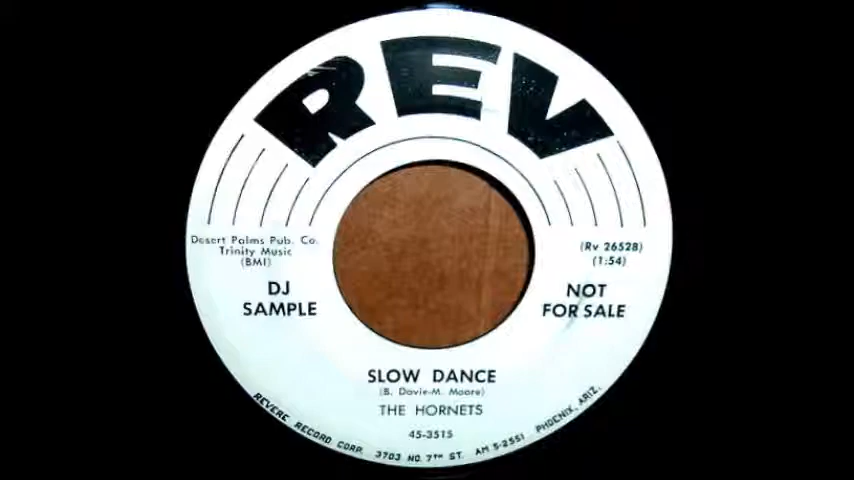 REV
Desert Palms Pub. Co.
Trinity Music
(BMI)
(Rv 26528)
(1:54)
DJ
SAMPLE
NOT
FOR SALE
SLOW DANCE
(B. Davie-M. Moore)
THE HORNETS
45-3515
REVERE RECORD CORP. 3703 NO. 7TH ST. AM 5-2551 PHOENIX, ARIZ.